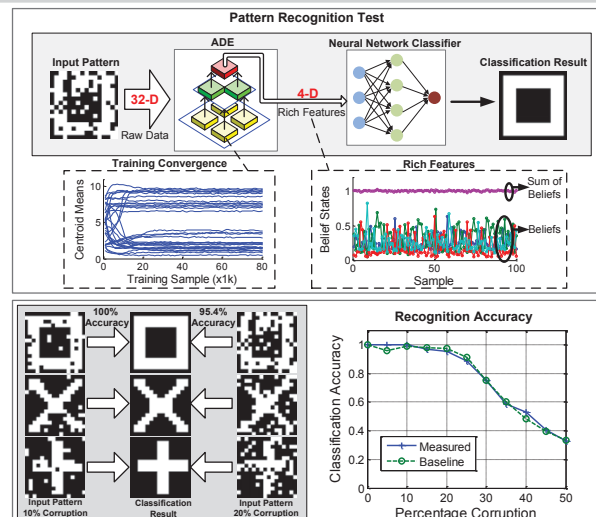 Pattern Recognition Test
ADE
Neural Network Classifier
Input Pattern
Classification Result
32-D
4-D
Raw Data
Rich Features
Training Convergence
Rich Features
Centroid Means
10
5
0
0 20 40 60 80
Training Sample (x1k)
Belief States
1
0.5
0
0 50 100
Sample
Sum of
Beliefs
Beliefs
100%
Accuracy
95.4%
Accuracy
Input Pattern
10% Corruption
Classification
Result
Input Pattern
20% Corruption
Recognition Accuracy
Classification Accuracy
1.0
0.8
0.6
0.4
0.2
0.0
Measured
Baseline
0 10 20 30 40 50
Percentage Corruption